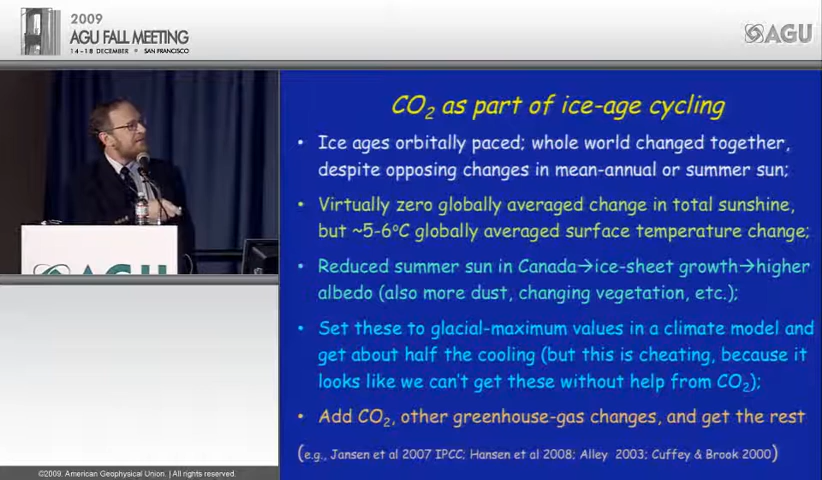 2009
AGU FALL MEETING
14 - 18 DECEMBER • SAN FRANCISCO
AGU
CO₂ as part of ice-age cycling
• Ice ages orbitally paced; whole world changed together,
despite opposing changes in mean-annual or summer sun;
• Virtually zero globally averaged change in total sunshine,
but ~5-6°C globally averaged surface temperature change;
• Reduced summer sun in Canada→ice-sheet growth→higher
albedo (also more dust, changing vegetation, etc.);
• Set these to glacial-maximum values in a climate model and
get about half the cooling (but this is cheating, because it
looks like we can't get these without help from CO₂);
• Add CO₂, other greenhouse-gas changes, and get the rest
(e.g., Jansen et al 2007 IPCC; Hansen et al 2008; Alley 2003; Cuffey & Brook 2000)
AGU
©2009. American Geophysical Union. | All rights reserved.